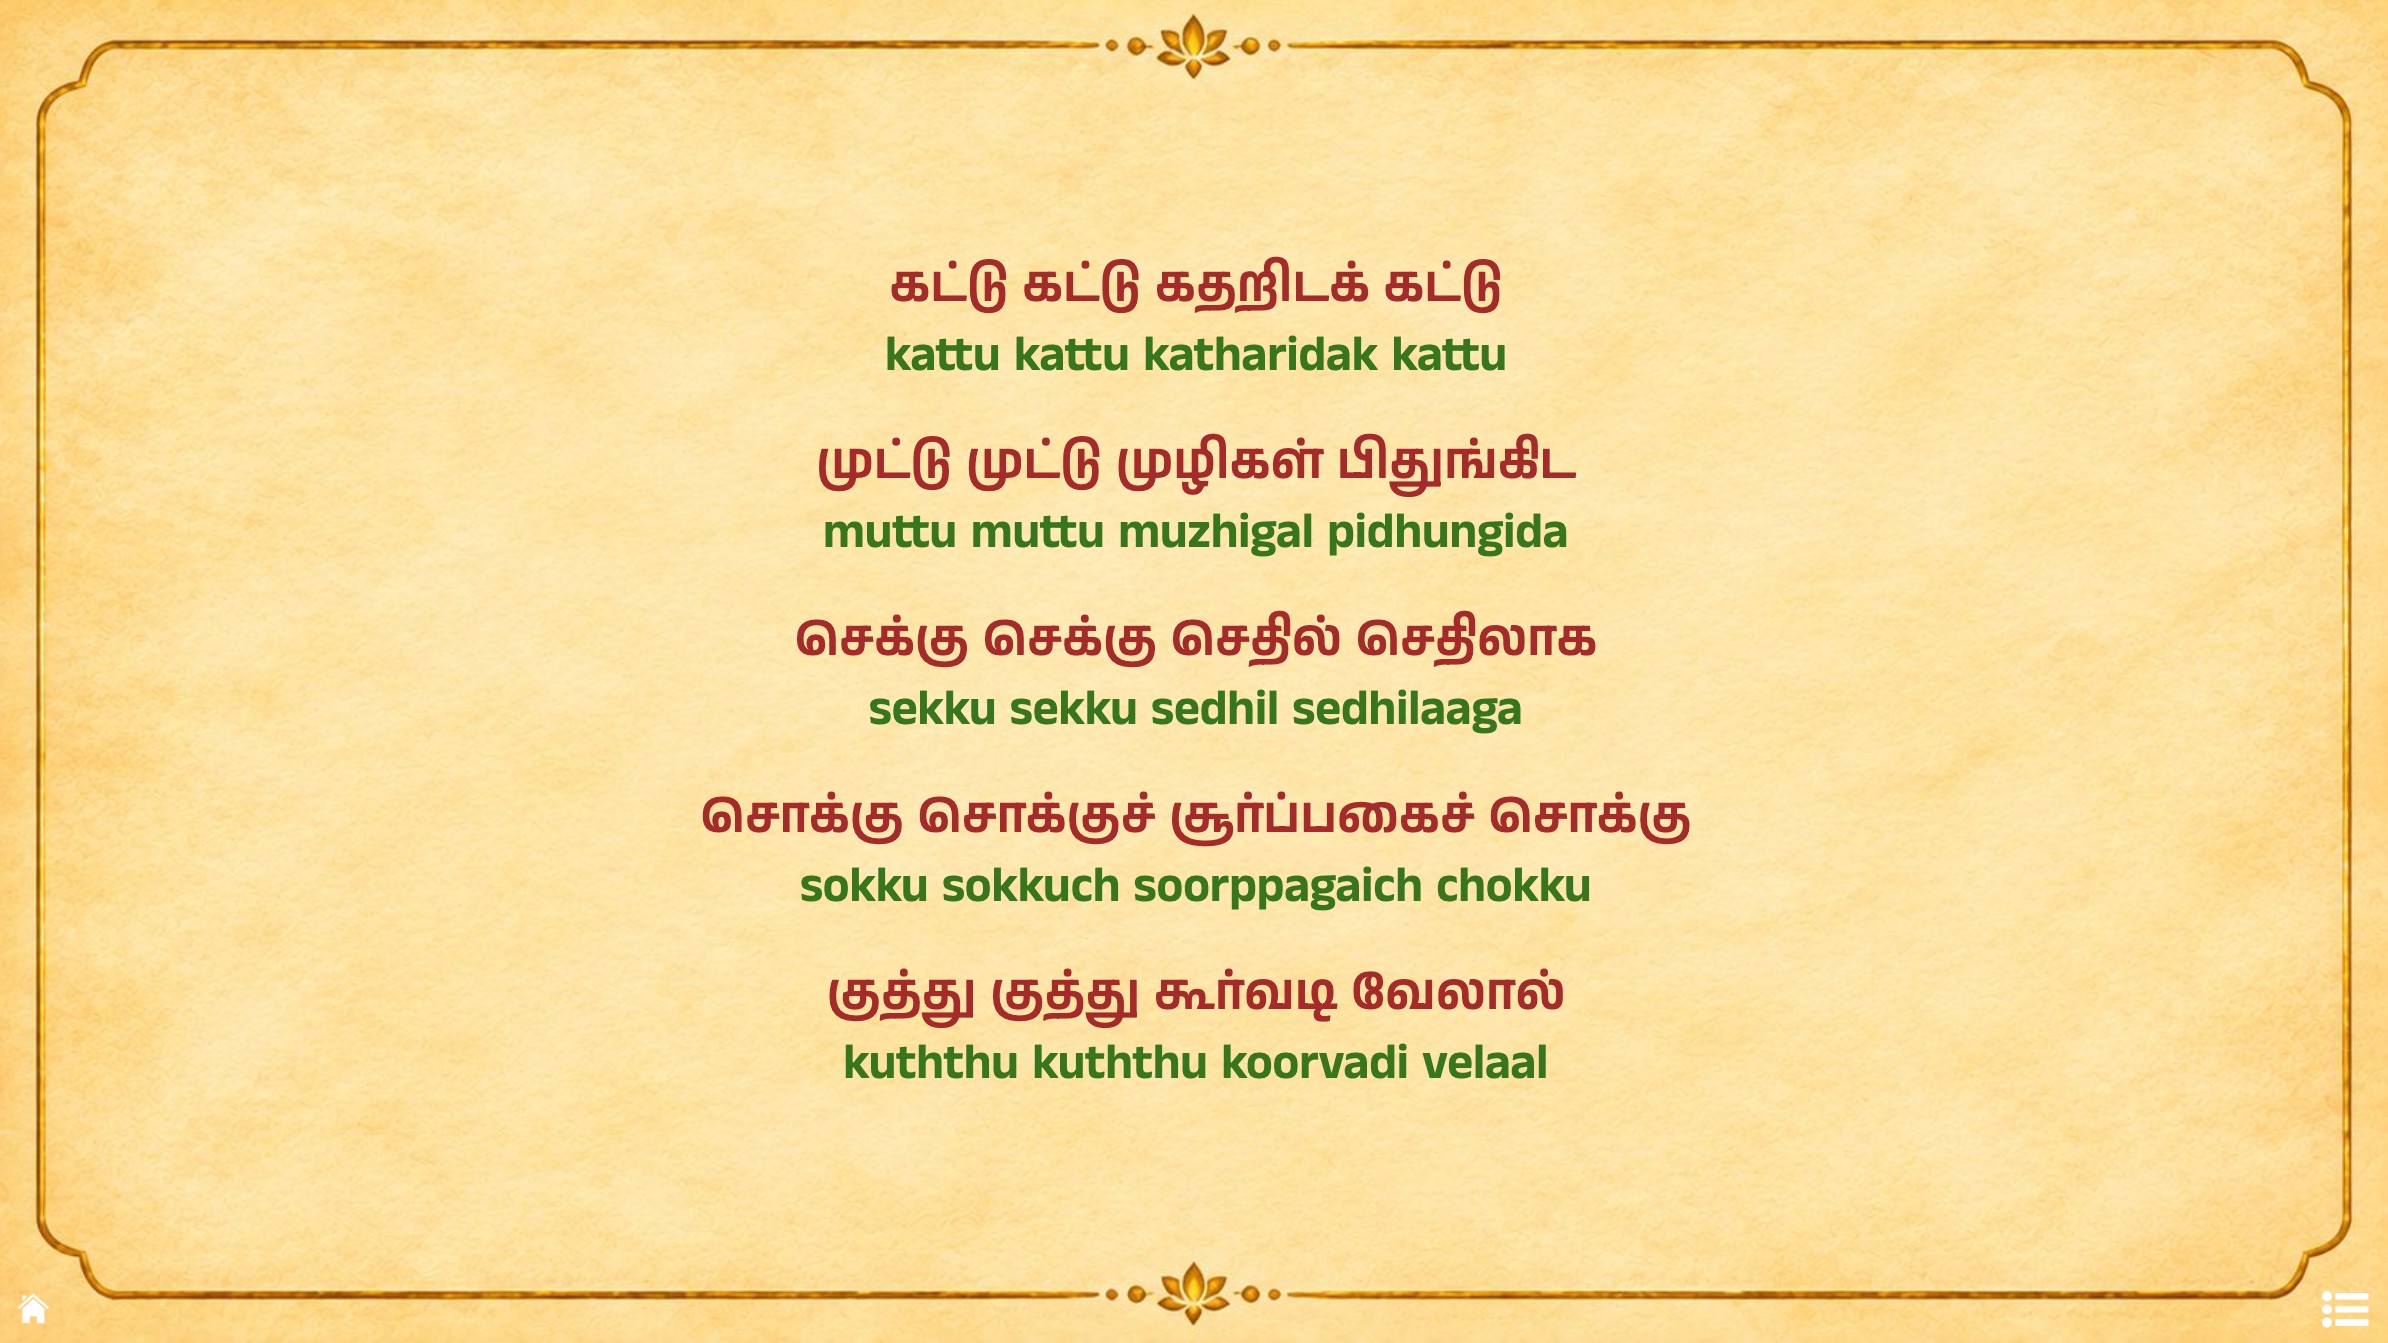 கட்டு கட்டு கதறிடக் கட்டு
kattu kattu katharidak kattu
முட்டு முட்டு முழிகள் பிதுங்கிட
muttu muttu muzhigal pidhungida
செக்கு செக்கு செதில் செதிலாக
sekku sekku sedhil sedhilaaga
சொக்கு சொக்குச் சூர்ப்பகைச் சொக்கு
sokku sokkuch soorppagaich chokku
குத்து குத்து கூர்வடி வேலால்
kuththu kuththu koorvadi velaal